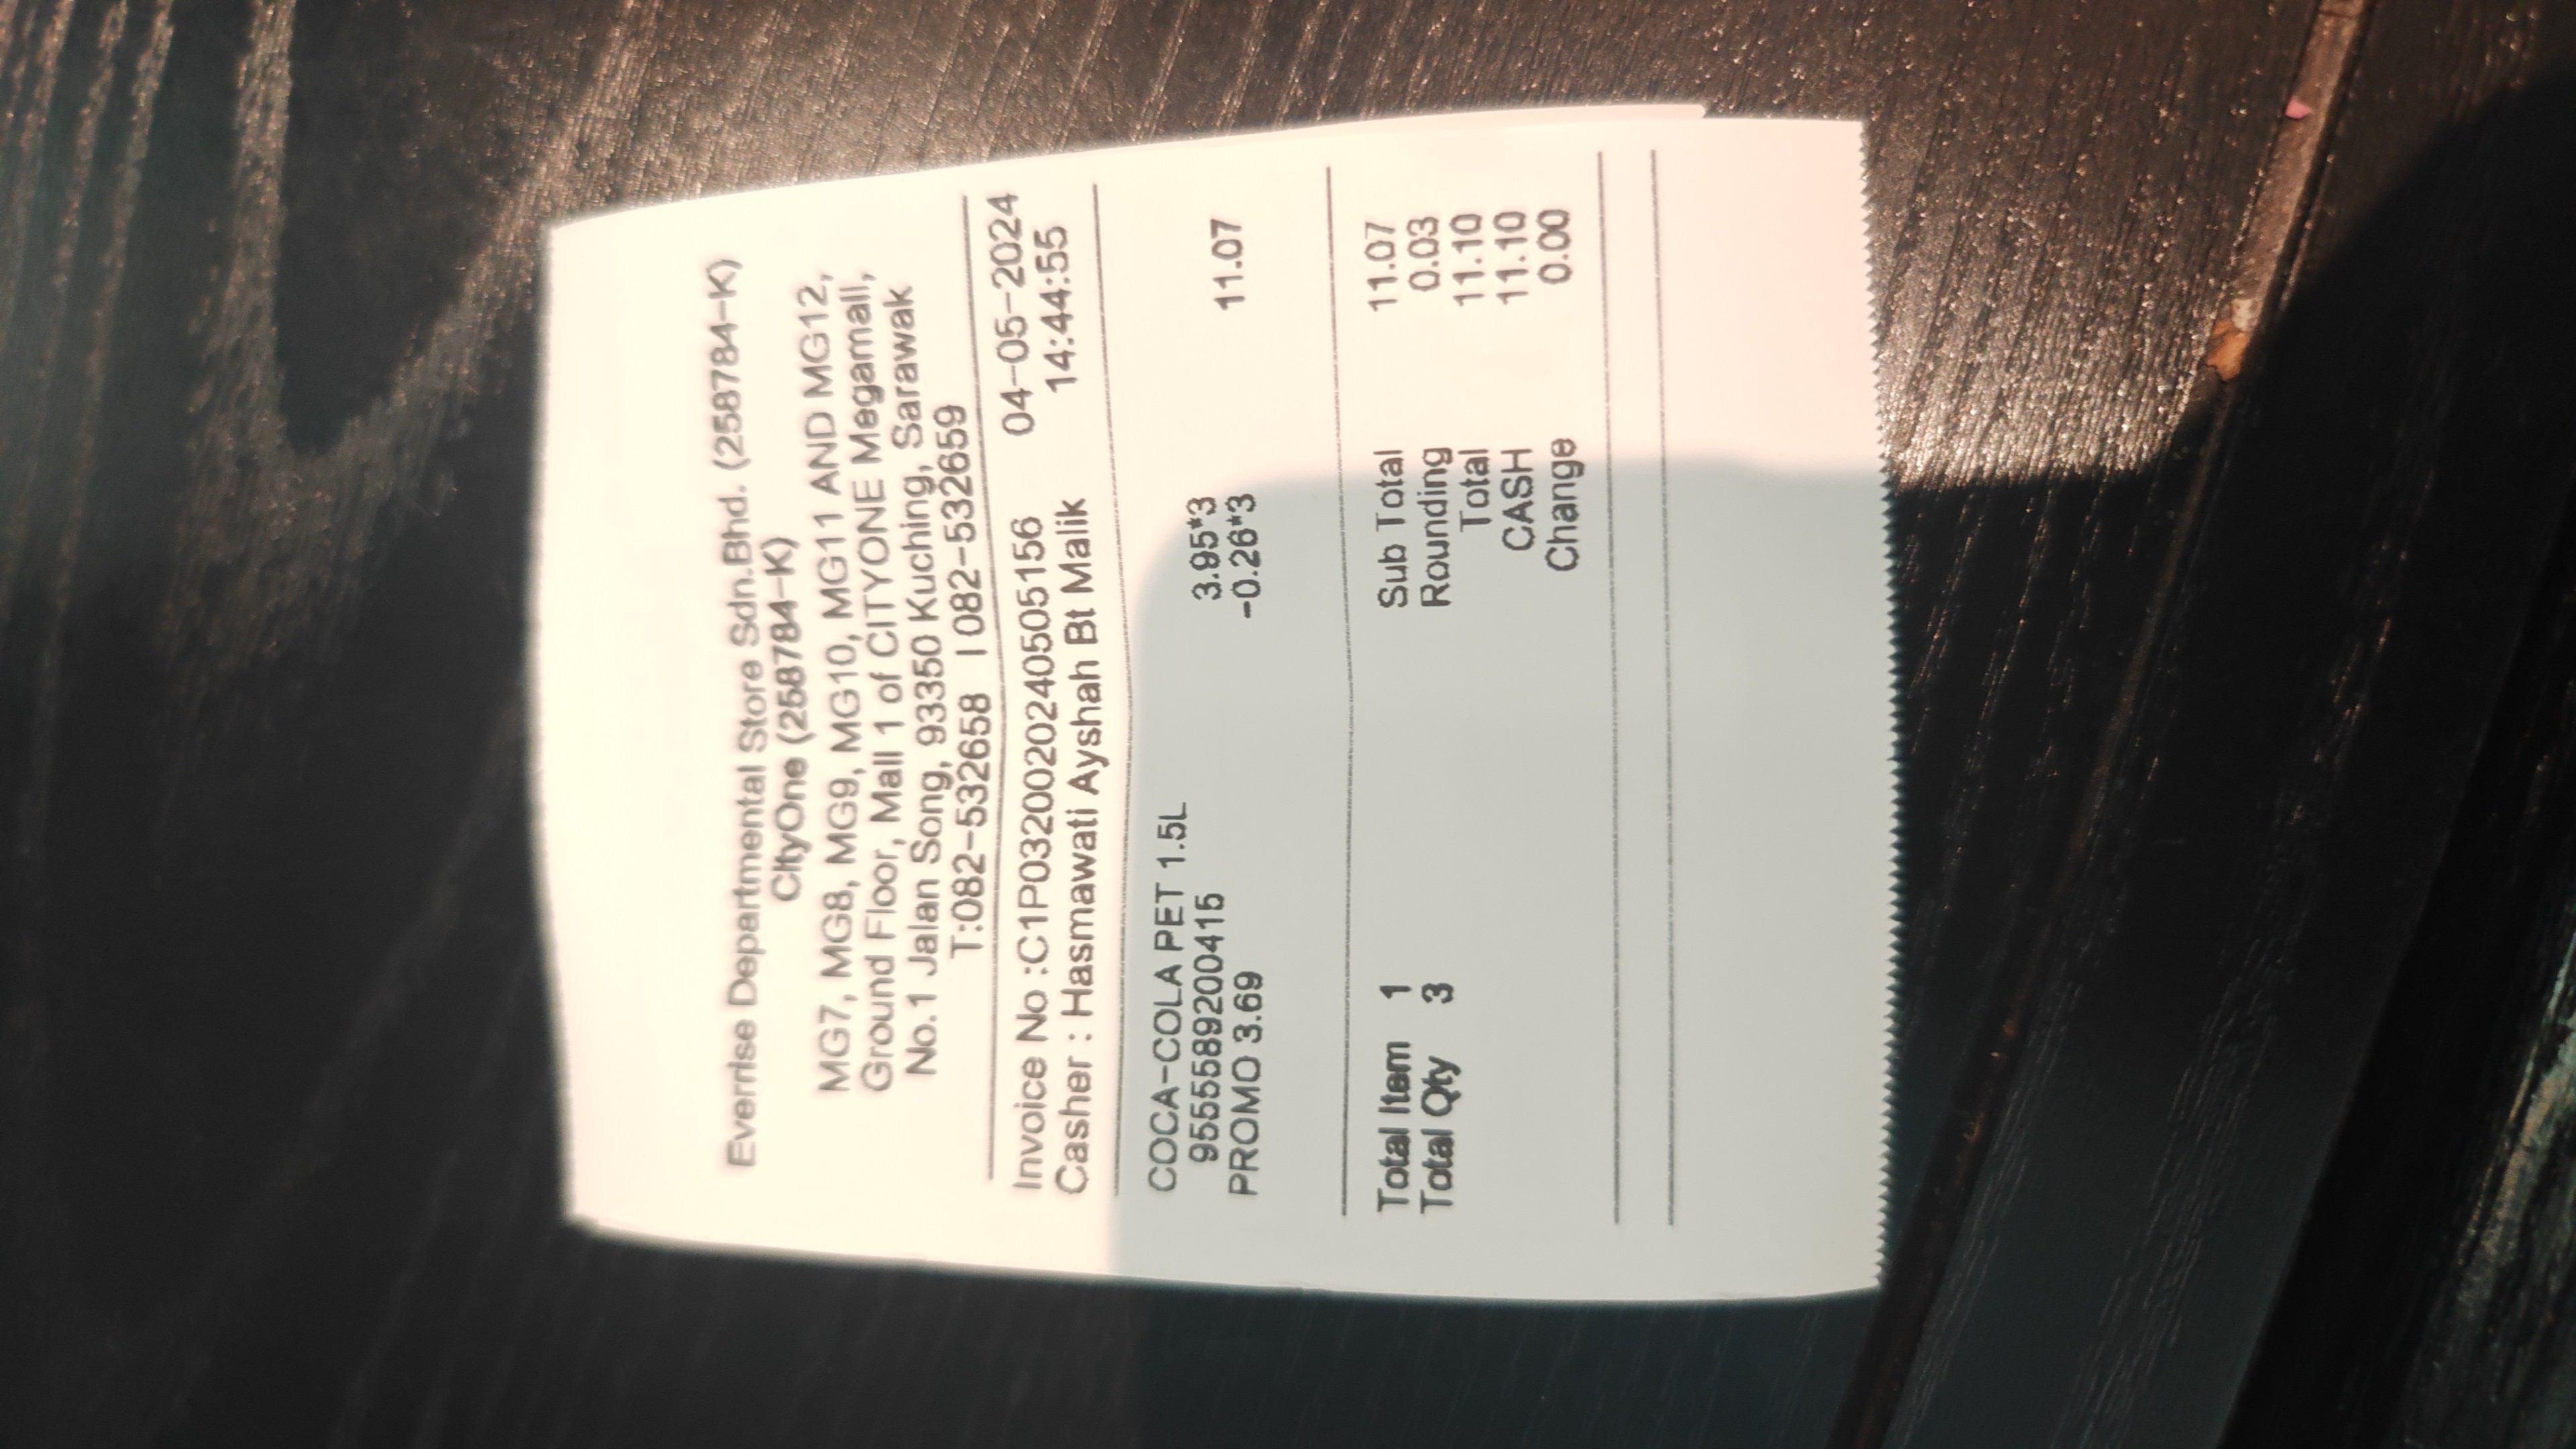 Everrise Departmental Store Sdn.Bhd. (258784-K)
CityOne (258784-K)
MG7, MG8, MG9, MG10, MG11 AND MG12,
Ground Floor, Mall 1 of CITYONE Megamall,
No.1 Jalan Song, 93350 Kuching, Sarawak
T:082-532658 | 082-532659
Invoice No :C1P0320020240505156 04-05-2024
Casher : Hasmawati Ayshah Bt Malik 14:44:55
COCA-COLA PET 1.5L
9555589200415 3.95*3
PROMO 3.69 -0.26*3 11.07
Total Item 1 Sub Total 11.07
Total Qty 3 Rounding 0.03
Total 11.10
CASH 11.10
Change 0.00